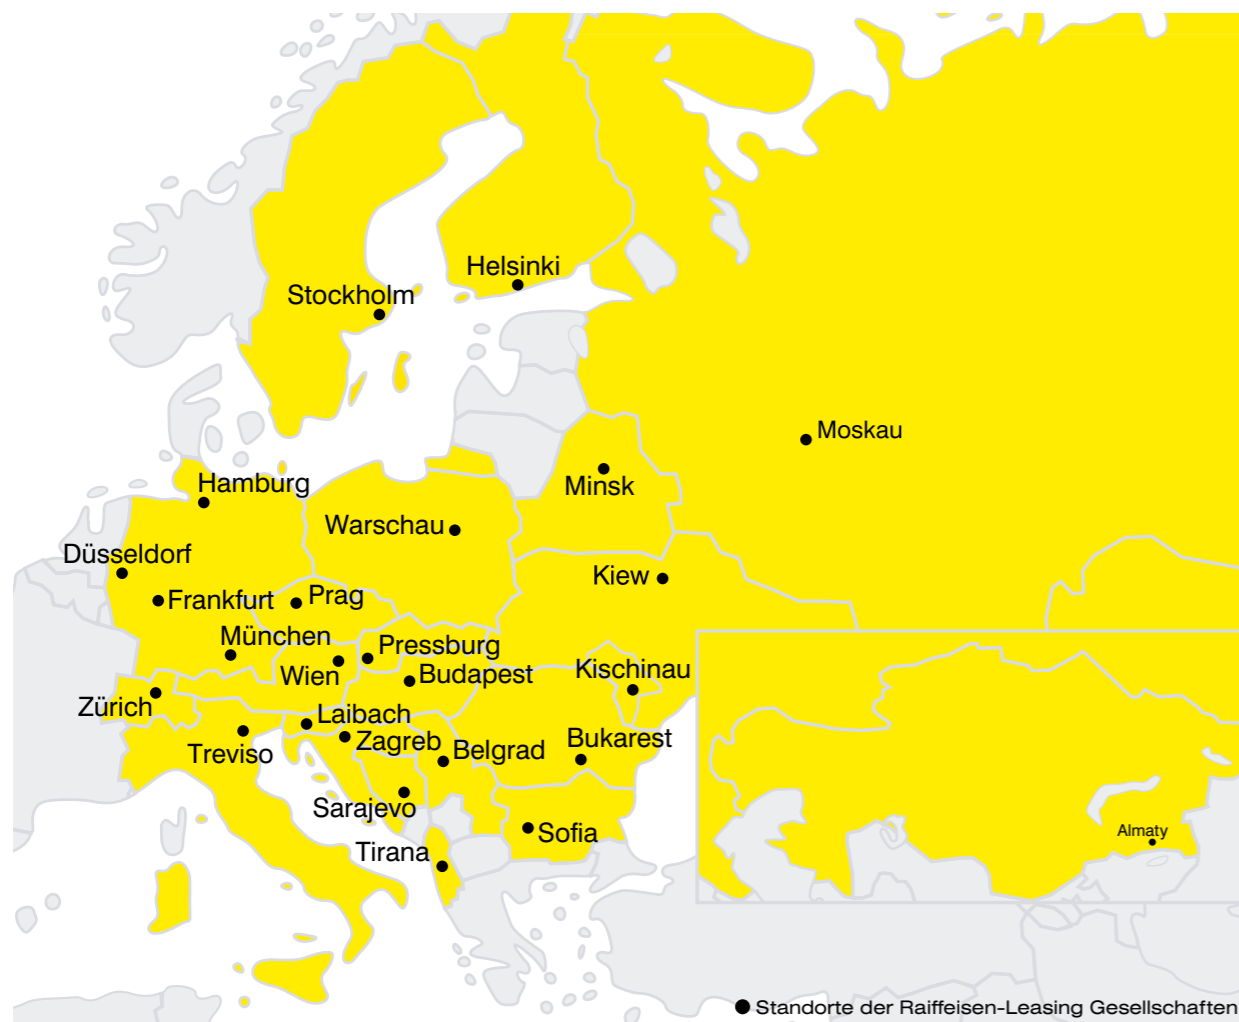 Helsinki
Stockholm
Moskau
Hamburg
Minsk
Warschau
Düsseldorf
Kiew
Frankfurt
Prag
München
Pressburg
Wien
Budapest
Kischinau
Zürich
Laibach
Treviso
Zagreb
Belgrad
Bukarest
Sarajevo
Sofia
Almaty
Tirana
Standorte der Raiffeisen-Leasing Gesellschaften